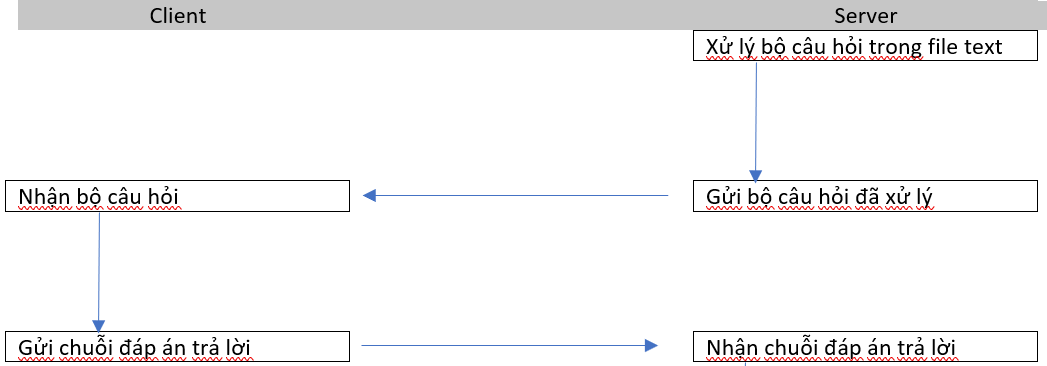 Client
Server
Xử lý bộ câu hỏi trong file text
Nhận bộ câu hỏi
Gửi bộ câu hỏi đã xử lý
Gửi chuỗi đáp án trả lời
Nhận chuỗi đáp án trả lời